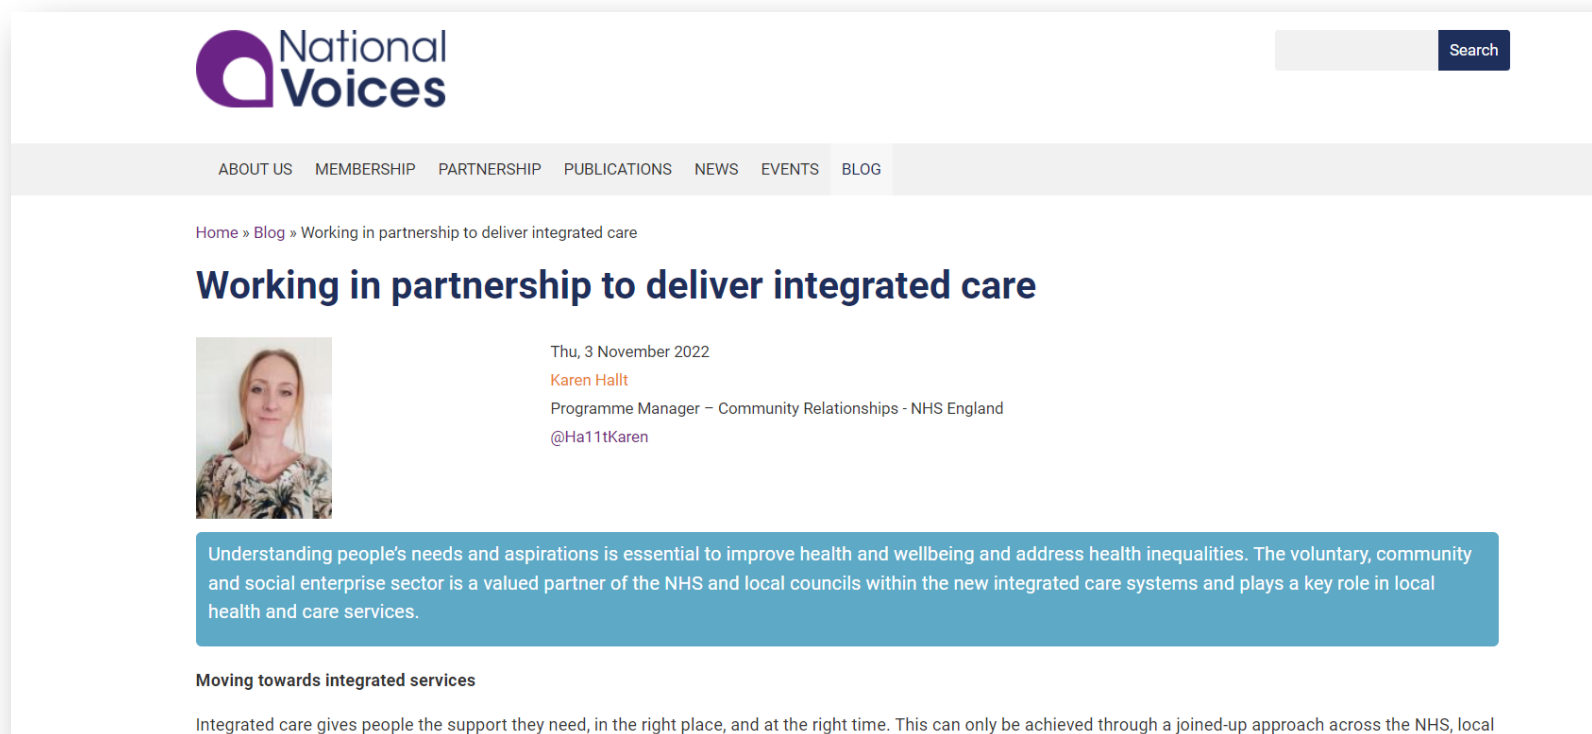 National
Voices
Search
ABOUT US MEMBERSHIP PARTNERSHIP PUBLICATIONS NEWS EVENTS BLOG
Home » Blog » Working in partnership to deliver integrated care
Working in partnership to deliver integrated care
Thu, 3 November 2022
Karen Hallt
Programme Manager – Community Relationships - NHS England
@Ha11tKaren
Understanding people’s needs and aspirations is essential to improve health and wellbeing and address health inequalities. The voluntary, community
and social enterprise sector is a valued partner of the NHS and local councils within the new integrated care systems and plays a key role in local
health and care services.
Moving towards integrated services
Integrated care gives people the support they need, in the right place, and at the right time. This can only be achieved through a joined-up approach across the NHS, local